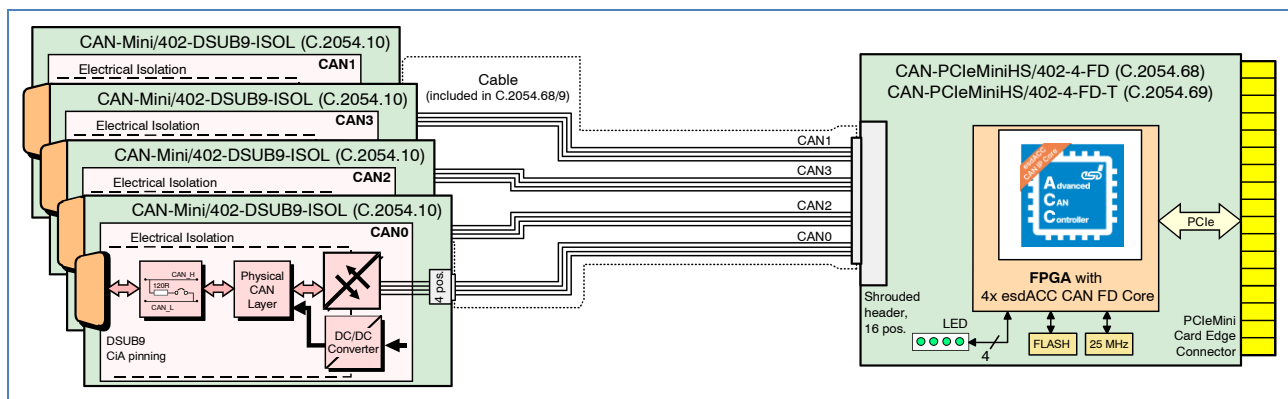 CAN-Mini/402-DSUB9-ISOL (C.2054.10)
CAN1
Electrical Isolation
CAN-Mini/402-DSUB9-ISOL (C.2054.10)
CAN3
Electrical Isolation
CAN-Mini/402-DSUB9-ISOL (C.2054.10)
CAN2
Electrical Isolation
CAN-Mini/402-DSUB9-ISOL (C.2054.10)
CAN0
Electrical Isolation
CAN_H
120R
CAN_L
Physical
CAN
Layer
DC/DC
Converter
DSUB9
CiA pinning
4 pos.
Cable
(included in C.2054.68/9)
CAN1
CAN3
CAN2
CAN0
CAN-PCIeMiniHS/402-4-FD (C.2054.68)
CAN-PCIeMiniHS/402-4-FD-T (C.2054.69)
esdACC
CAN IP Core
esd
Advanced
CAN
Controller
PCIe
FPGA with
4x esdACC CAN FD Core
Shrouded
header,
16 pos.
LED
4
FLASH
25 MHz
PCIeMini
Card Edge
Connector